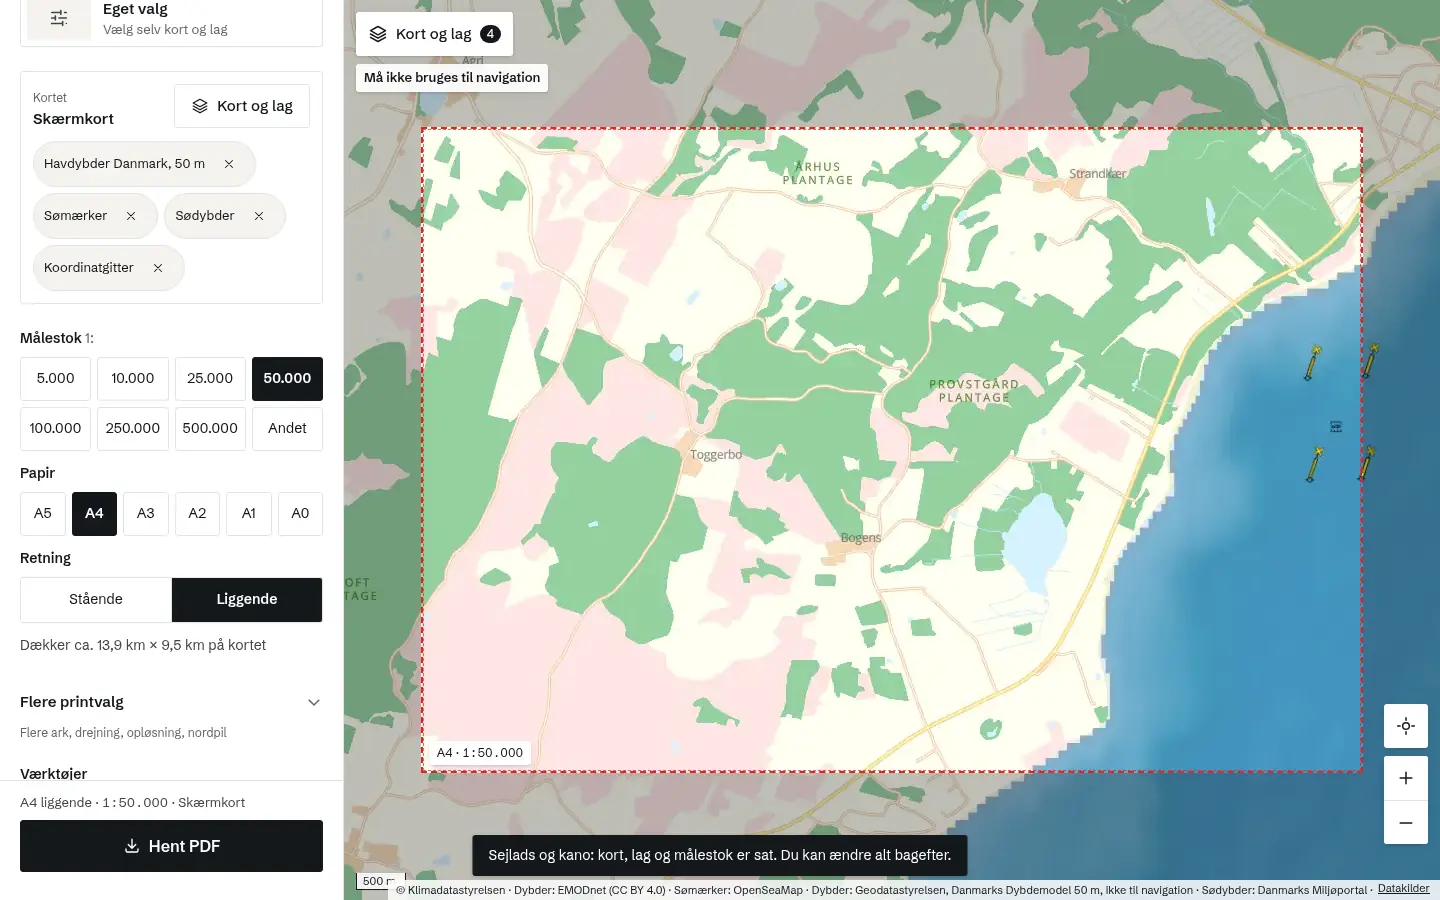 Eget valg
Vælg selv kort og lag
Kortet
Skærmkort
Kort og lag
Havdybder Danmark, 50 m
Sømærker
Sødybder
Koordinatgitter
Målestok 1:
5.000
10.000
25.000
50.000
100.000
250.000
500.000
Andet
Papir
A5
A4
A3
A2
A1
A0
Retning
Stående
Liggende
Dækker ca. 13,9 km × 9,5 km på kortet
Flere printvalg
Flere ark, drejning, opløsning, nordpil
Værktøjer
A4 liggende · 1:50.000 · Skærmkort
Hent PDF
Kort og lag 4
Agri
Må ikke bruges til navigation
ÅRHUS
PLANTAGE
Strandkær
PROVSTGÅRD
PLANTAGE
Toggerbo
Bogens
OFT
TAGE
A4 · 1:50.000
Sejlads og kano: kort, lag og målestok er sat. Du kan ændre alt bagefter.
500 m
© Klimadatastyrelsen · Dybder: EMODnet (CC BY 4.0) · Sømærker: OpenSeaMap · Dybder: Geodatastyrelsen, Danmarks Dybdemodel 50 m, Ikke til navigation · Sødybder: Danmarks Miljøportal · Datakilder